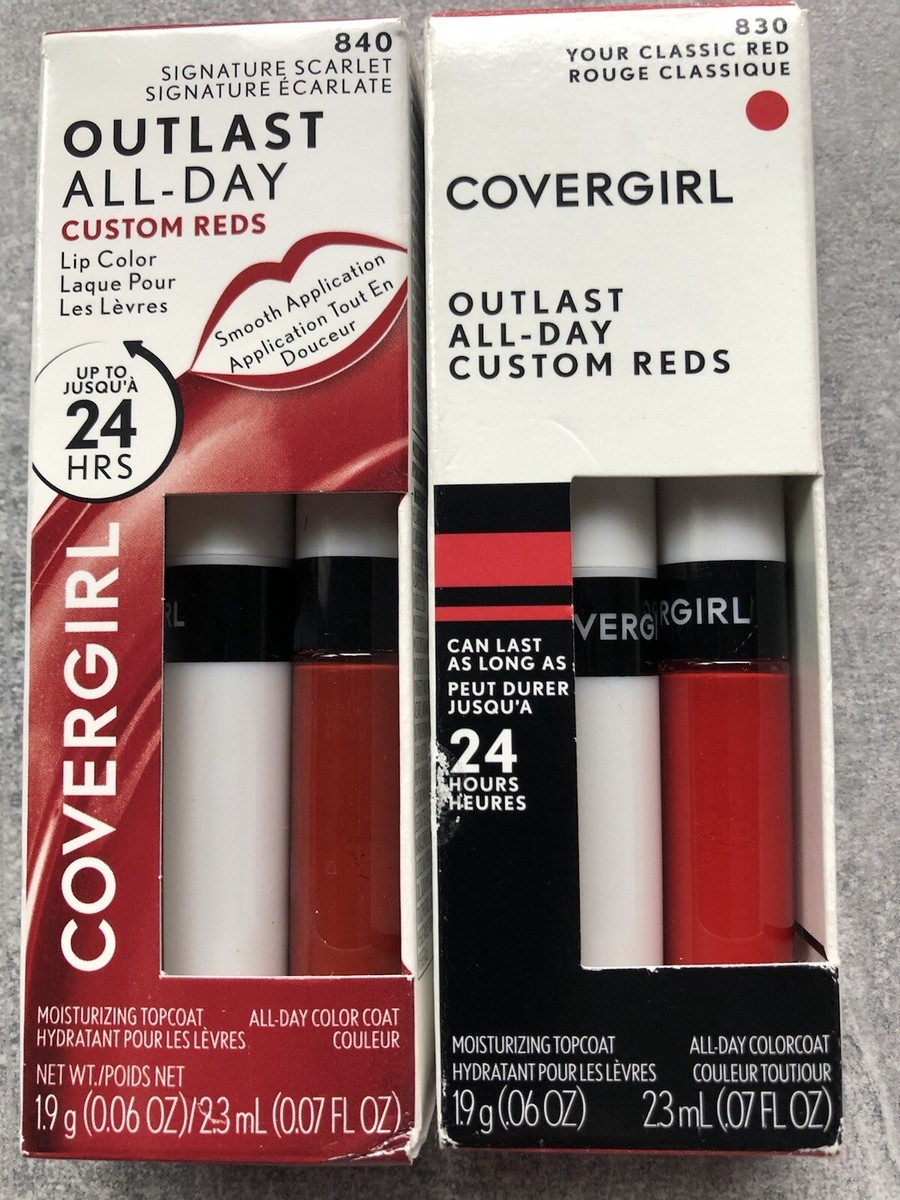 840
SIGNATURE SCARLET
SIGNATURE ÉCARLATE
OUTLAST
ALL-DAY
CUSTOM REDS
Lip Color
Laque Pour
Les Lèvres
Smooth Application
Application Tout En
Douceur
UP TO
JUSQU'À
24
HRS
COVERGIRL
RL
MOISTURIZING TOPCOAT
HYDRATANT POUR LES LÈVRES
ALL-DAY COLOR COAT
COULEUR
NET WT./POIDS NET
1.9 g (0.06 OZ)/2.3 mL (0.07 FL OZ)
830
YOUR CLASSIC RED
ROUGE CLASSIQUE
COVERGIRL
OUTLAST
ALL-DAY
CUSTOM REDS
VERG
RGIRL
CAN LAST
AS LONG AS
PEUT DURER
JUSQU'A
24
HOURS
HEURES
MOISTURIZING TOPCOAT
HYDRATANT POUR LES LÈVRES
ALL-DAY COLORCOAT
COULEUR TOUTJOUR
1.9 g (.06 OZ)
2.3 mL (.07 FL OZ)